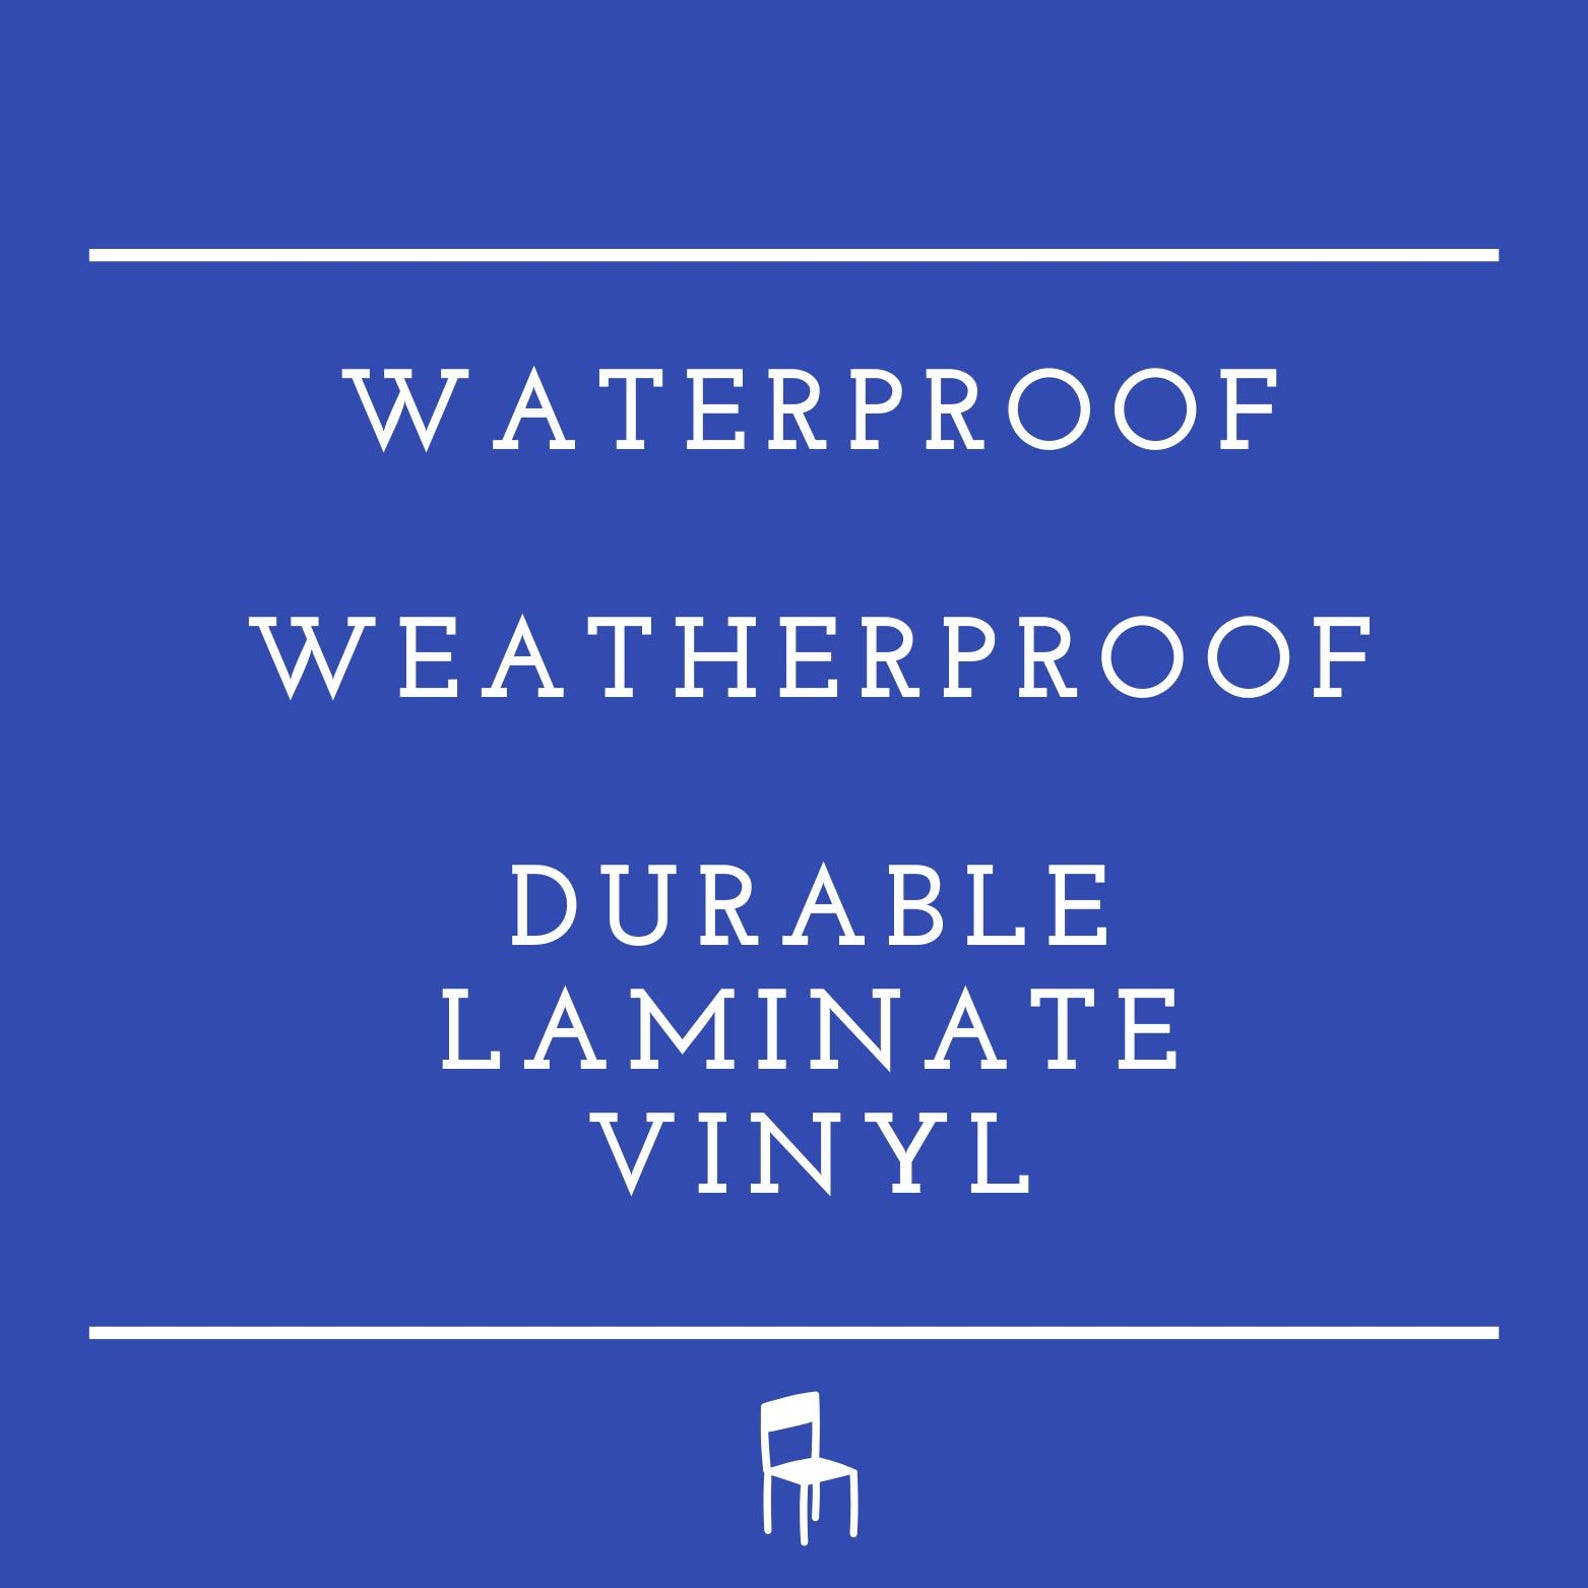 WATERPROOF
WEATHERPROOF
DURABLE
LAMINATE
VINYL